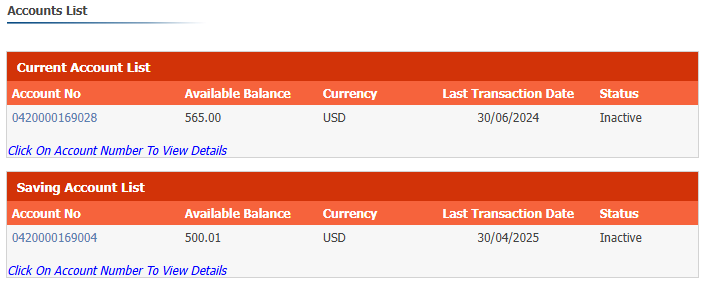 Accounts List
Current Account List
Account No Available Balance Currency Last Transaction Date Status
0420000169028 565.00 USD 30/06/2024 Inactive
Click On Account Number To View Details
Saving Account List
Account No Available Balance Currency Last Transaction Date Status
0420000169004 500.01 USD 30/04/2025 Inactive
Click On Account Number To View Details